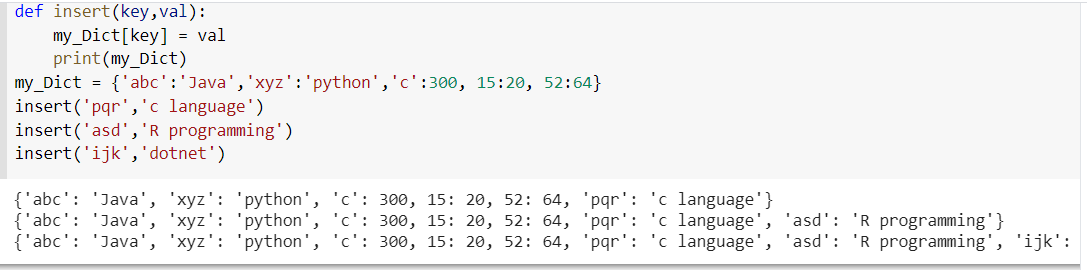 def insert(key,val):
    my_Dict[key] = val
    print(my_Dict)
my_Dict = {'abc':'Java','xyz':'python','c':300, 15:20, 52:64}
insert('pqr','c language')
insert('asd','R programming')
insert('ijk','dotnet')
{'abc': 'Java', 'xyz': 'python', 'c': 300, 15: 20, 52: 64, 'pqr': 'c language'}
{'abc': 'Java', 'xyz': 'python', 'c': 300, 15: 20, 52: 64, 'pqr': 'c language', 'asd': 'R programming'}
{'abc': 'Java', 'xyz': 'python', 'c': 300, 15: 20, 52: 64, 'pqr': 'c language', 'asd': 'R programming', 'ijk':